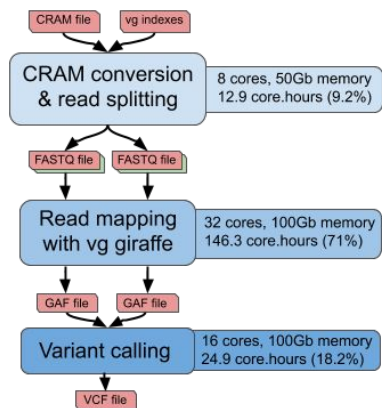 CRAM file
vg indexes
CRAM conversion
& read splitting
8 cores, 50Gb memory
12.9 core.hours (9.2%)
FASTQ file
FASTQ file
Read mapping
with vg giraffe
32 cores, 100Gb memory
146.3 core.hours (71%)
GAF file
GAF file
Variant calling
16 cores, 100Gb memory
24.9 core.hours (18.2%)
VCF file